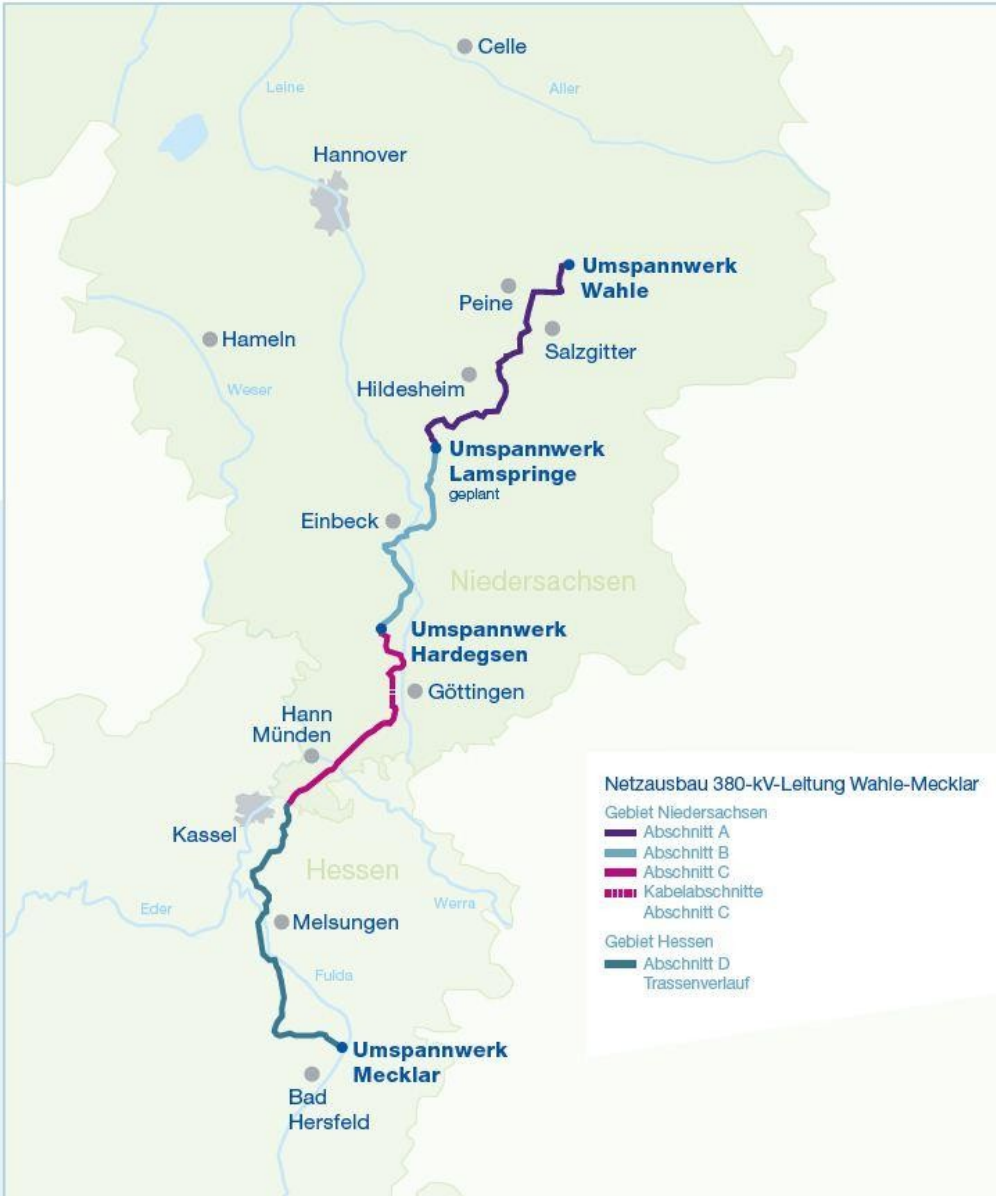 Celle
Leine
Aller
Hannover
Umspannwerk
Wahle
Peine
Salzgitter
Hameln
Hildesheim
Weser
Umspannwerk
Lamspringe
geplant
Einbeck
Niedersachsen
Umspannwerk
Hardegsen
Göttingen
Hann
Münden
Kassel
Hessen
Eder
Werra
Melsungen
Fulda
Umspannwerk
Mecklar
Bad
Hersfeld
Netzausbau 380-kV-Leitung Wahle-Mecklar
Gebiet Niedersachsen
Abschnitt A
Abschnitt B
Abschnitt C
Kabelabschnitte
Abschnitt C
Gebiet Hessen
Abschnitt D
Trassenverlauf